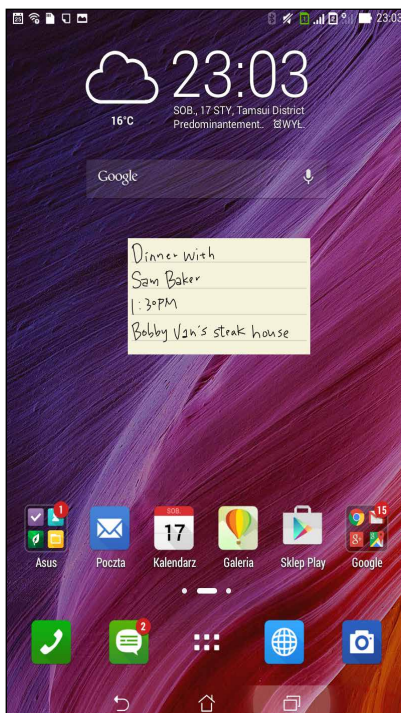 23:03
23:03
SOB., 17 STY, Tamsui District
16°C
Predominantement.. WYŁ.
Google
Dinner with
Sam Baker
1:30PM
Bobby Van's steak house
1
SOB.
17
15
8+
Asus
Poczta
Kalendarz
Galeria
Sklep Play
Google
2